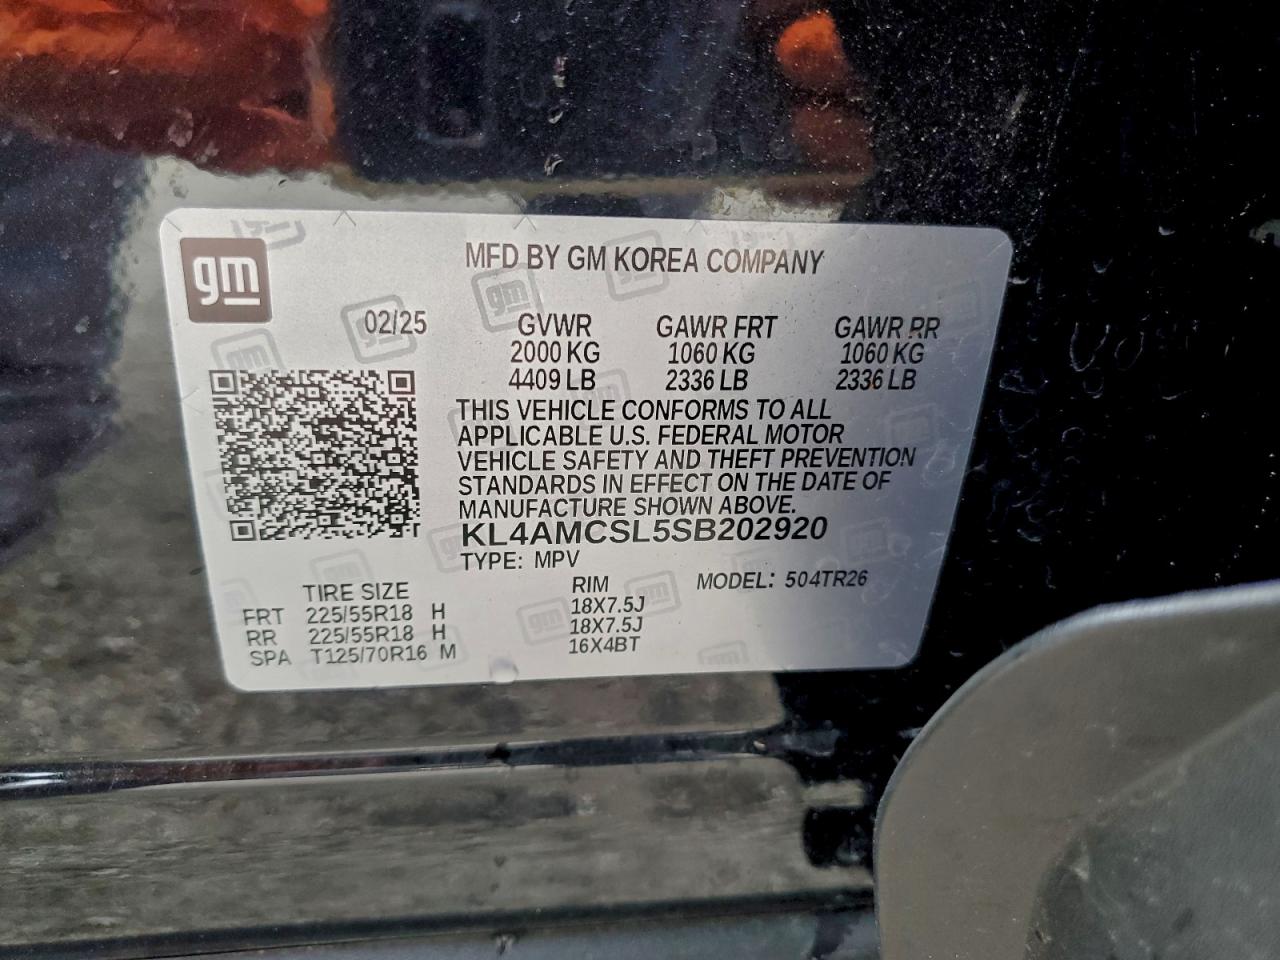 gm
MFD BY GM KOREA COMPANY
02/25 GVWR GAWR FRT GAWR RR
2000 KG 1060 KG 1060 KG
4409 LB 2336 LB 2336 LB
THIS VEHICLE CONFORMS TO ALL
APPLICABLE U.S. FEDERAL MOTOR
VEHICLE SAFETY AND THEFT PREVENTION
STANDARDS IN EFFECT ON THE DATE OF
MANUFACTURE SHOWN ABOVE.
KL4AMCSL5SB202920
TYPE: MPV
TIRE SIZE RIM MODEL: 504TR26
FRT 225/55R18 H 18X7.5J
RR 225/55R18 H 18X7.5J
SPA T125/70R16 M 16X4BT